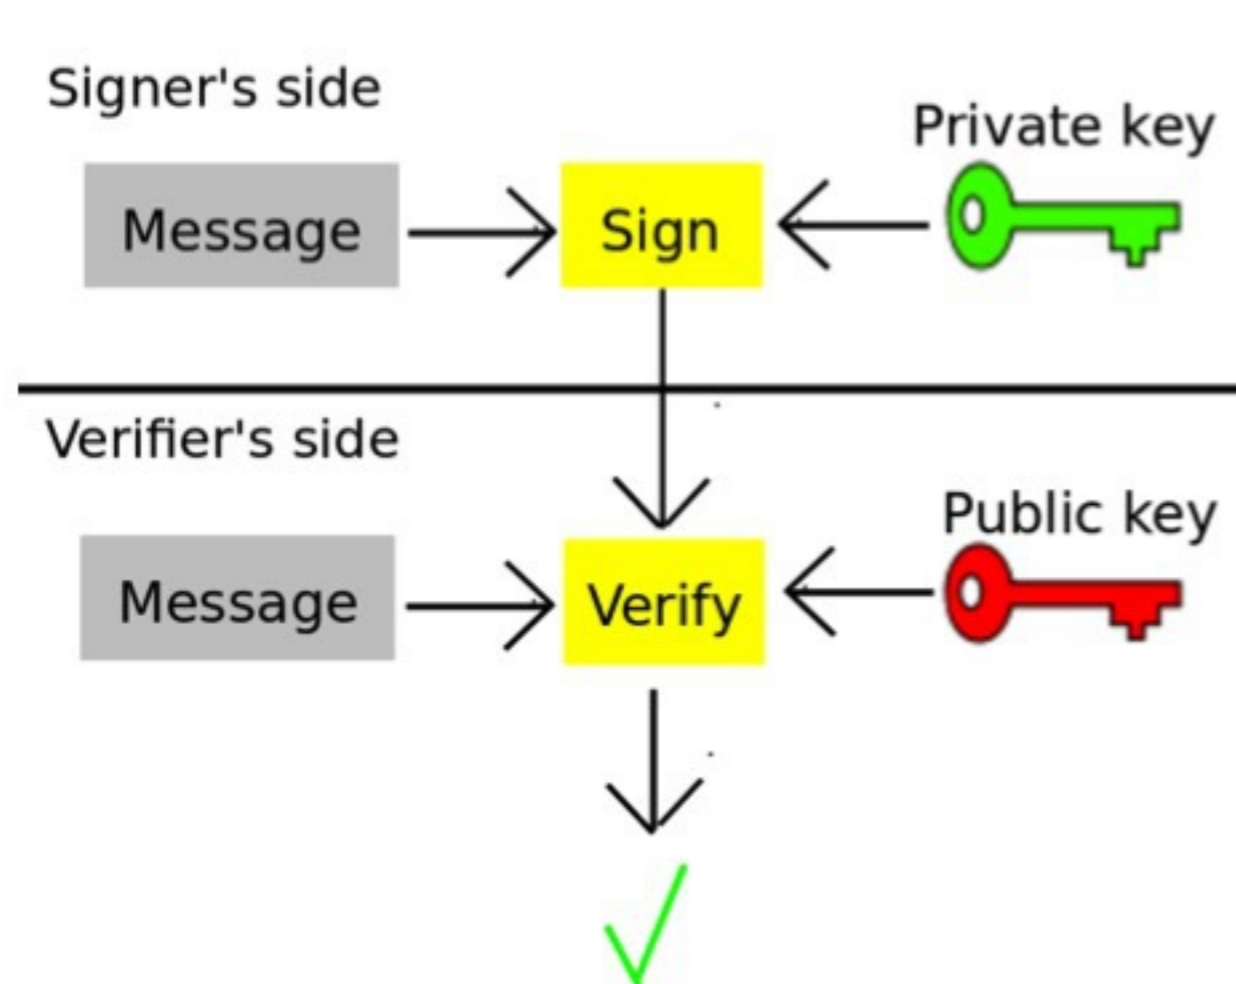 Signer's side
Private key
Message
Sign
Verifier's side
Public key
Message
Verify